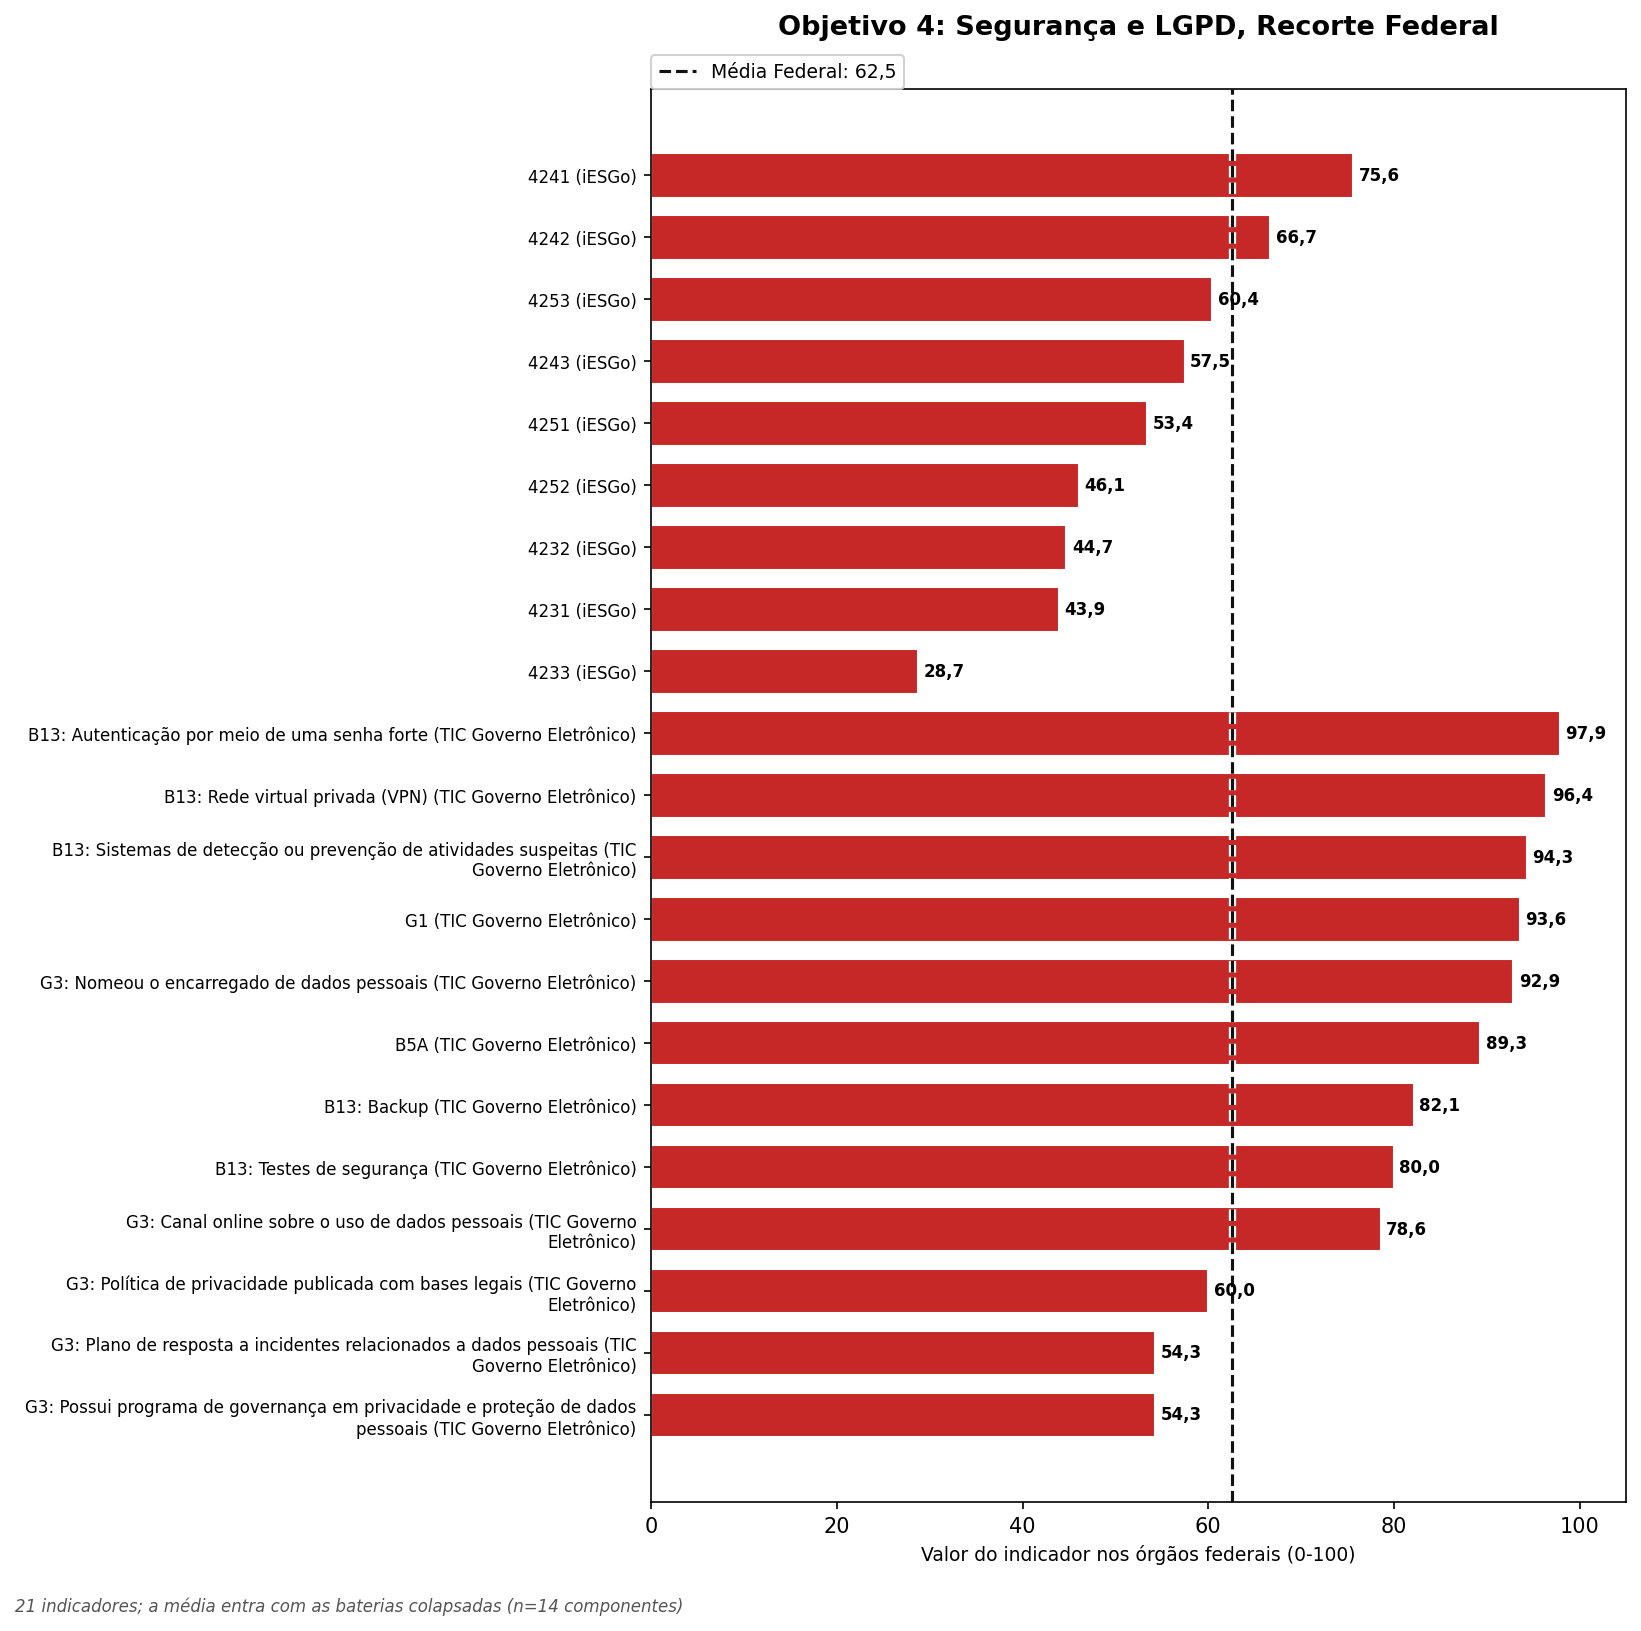 Objetivo 4: Segurança e LGPD, Recorte Federal
Média Federal: 62,5
4241 (iESGo) 75,6
4242 (iESGo) 66,7
4253 (iESGo) 60,4
4243 (iESGo) 57,5
4251 (iESGo) 53,4
4252 (iESGo) 46,1
4232 (iESGo) 44,7
4231 (iESGo) 43,9
4233 (iESGo) 28,7
B13: Autenticação por meio de uma senha forte (TIC Governo Eletrônico) 97,9
B13: Rede virtual privada (VPN) (TIC Governo Eletrônico) 96,4
B13: Sistemas de detecção ou prevenção de atividades suspeitas (TIC
Governo Eletrônico) 94,3
G1 (TIC Governo Eletrônico) 93,6
G3: Nomeou o encarregado de dados pessoais (TIC Governo Eletrônico) 92,9
B5A (TIC Governo Eletrônico) 89,3
B13: Backup (TIC Governo Eletrônico) 82,1
B13: Testes de segurança (TIC Governo Eletrônico) 80,0
G3: Canal online sobre o uso de dados pessoais (TIC Governo
Eletrônico) 78,6
G3: Política de privacidade publicada com bases legais (TIC Governo
Eletrônico) 60,0
G3: Plano de resposta a incidentes relacionados a dados pessoais (TIC
Governo Eletrônico) 54,3
G3: Possui programa de governança em privacidade e proteção de dados
pessoais (TIC Governo Eletrônico) 54,3
0 20 40 60 80 100
Valor do indicador nos órgãos federais (0-100)
21 indicadores; a média entra com as baterias colapsadas (n=14 componentes)